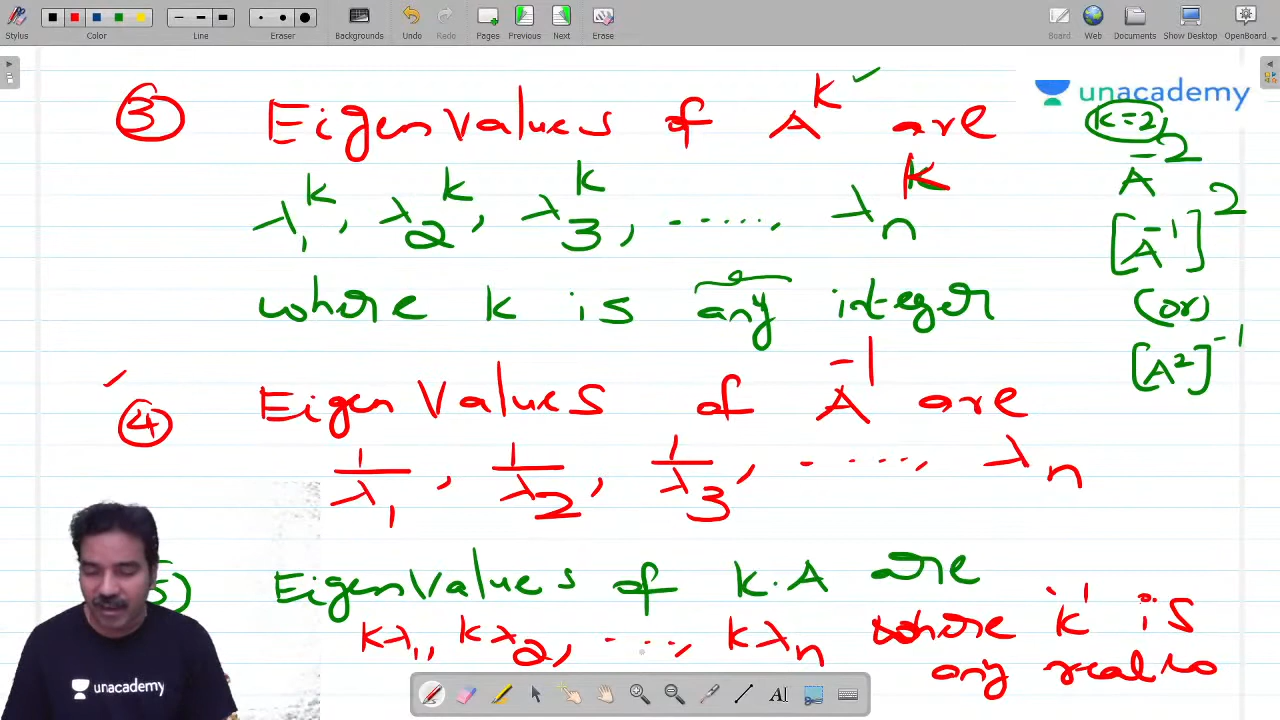 Stylus Color Line Eraser Backgrounds Undo Redo Pages Previous Next Erase Board Web Documents Show Desktop OpenBoard
unacademy
③ EigenValues of A^k are
λ₁^k, λ₂^k, λ₃^k, ......, λₙ^k
where k is any integer
k=2,
A^-2
[A^-1]^2
(or)
[A^2]^-1
④ Eigen Values of A^-1 are
1/λ₁, 1/λ₂, 1/λ₃, ......, λₙ
5) EigenValues of k.A are
kλ₁, kλ₂, ...., kλₙ where 'k' is
any real no
unacademy